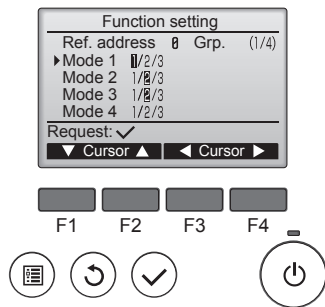 Function setting
Ref. address 0 Grp. (1/4)
Mode 1 1/2/3
Mode 2 1/2/3
Mode 3 1/2/3
Mode 4 1/2/3
Request: ✓
▼ Cursor ▲ ◀ Cursor ▶
F1 F2 F3 F4